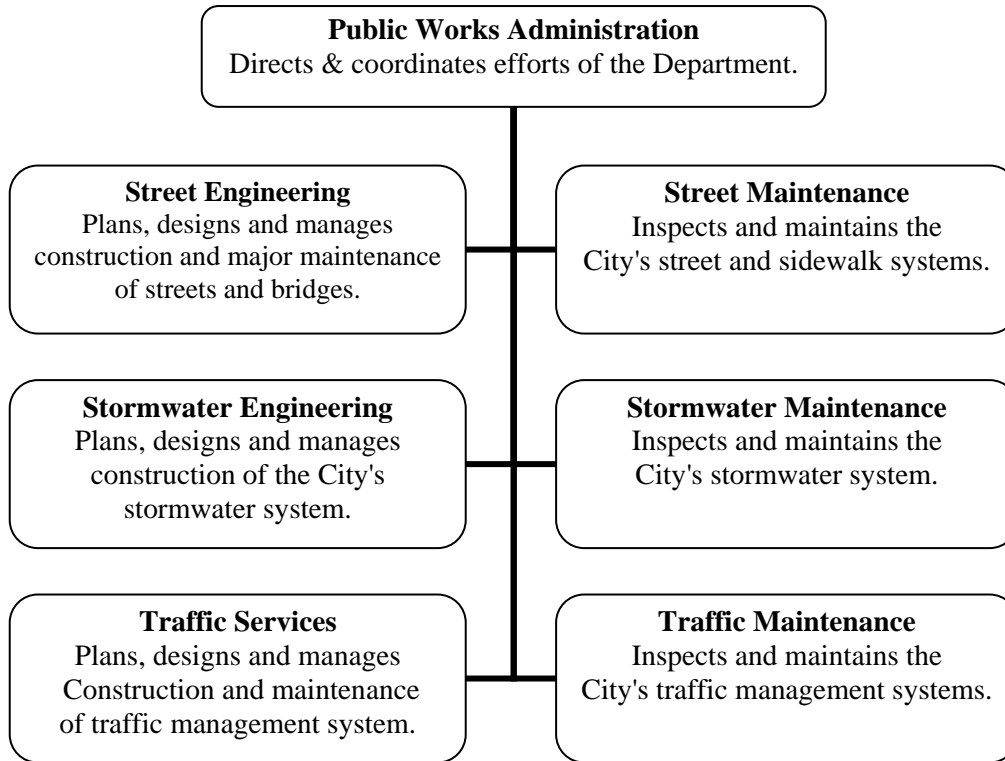 Public Works Administration
Directs & coordinates efforts of the Department.
Street Engineering
Plans, designs and manages
construction and major maintenance
of streets and bridges.
Street Maintenance
Inspects and maintains the
City's street and sidewalk systems.
Stormwater Engineering
Plans, designs and manages
construction of the City's
stormwater system.
Stormwater Maintenance
Inspects and maintains the
City's stormwater system.
Traffic Services
Plans, designs and manages
Construction and maintenance
of traffic management system.
Traffic Maintenance
Inspects and maintains the
City's traffic management systems.